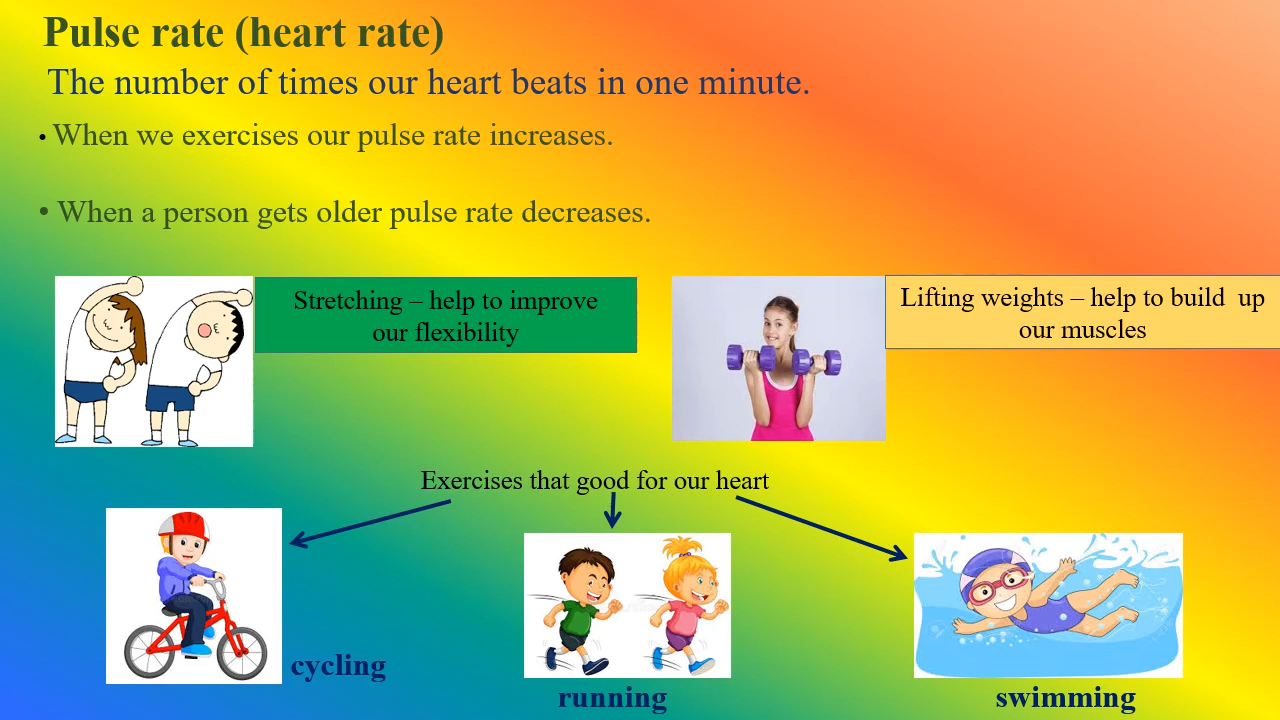 Pulse rate (heart rate)
The number of times our heart beats in one minute.
• When we exercises our pulse rate increases.
• When a person gets older pulse rate decreases.
Stretching – help to improve
our flexibility
Lifting weights – help to build  up
our muscles
Exercises that good for our heart
cycling
running
swimming